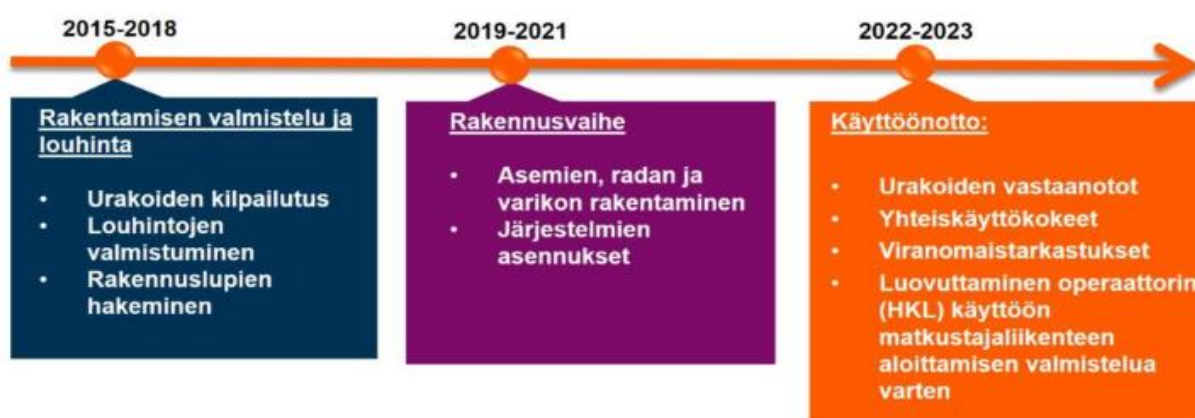 2015-2018
2019-2021
2022-2023
Rakentamisen valmistelu ja
louhinta
• Urakoiden kilpailutus
• Louhintojen
valmistuminen
• Rakennuslupien
hakeminen
Rakennusvaihe
• Asemien, radan ja
varikon rakentaminen
• Järjestelmien
asennukset
Käyttöönotto:
• Urakoiden vastaanotot
• Yhteiskäyttökokeet
• Viranomaistarkastukset
• Luovuttaminen operaattorin
(HKL) käyttöön
matkustajaliikenteen
aloittamisen valmistelua
varten